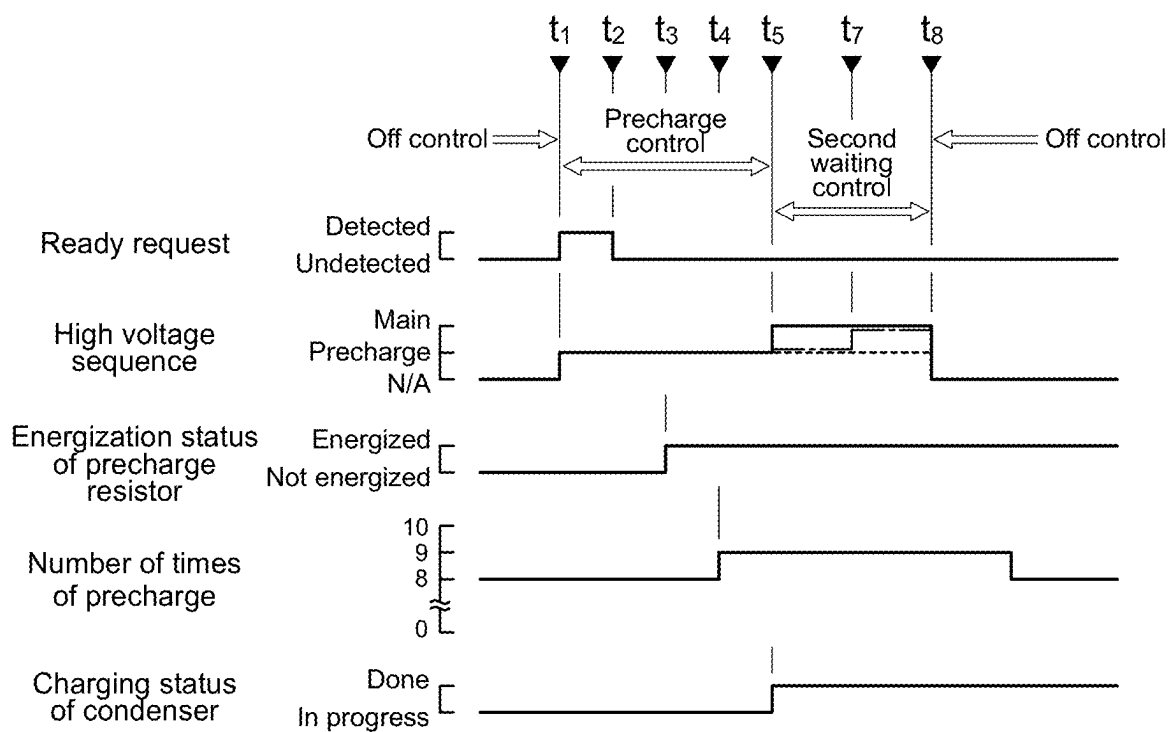 t1 t2 t3 t4 t5 t7 t8
Off control
Precharge
control
Second
waiting
control
Off control
Ready request
Detected
Undetected
High voltage
sequence
Main
Precharge
N/A
Energization status
of precharge
resistor
Energized
Not energized
Number of times
of precharge
10
9
8
0
Charging status
of condenser
Done
In progress